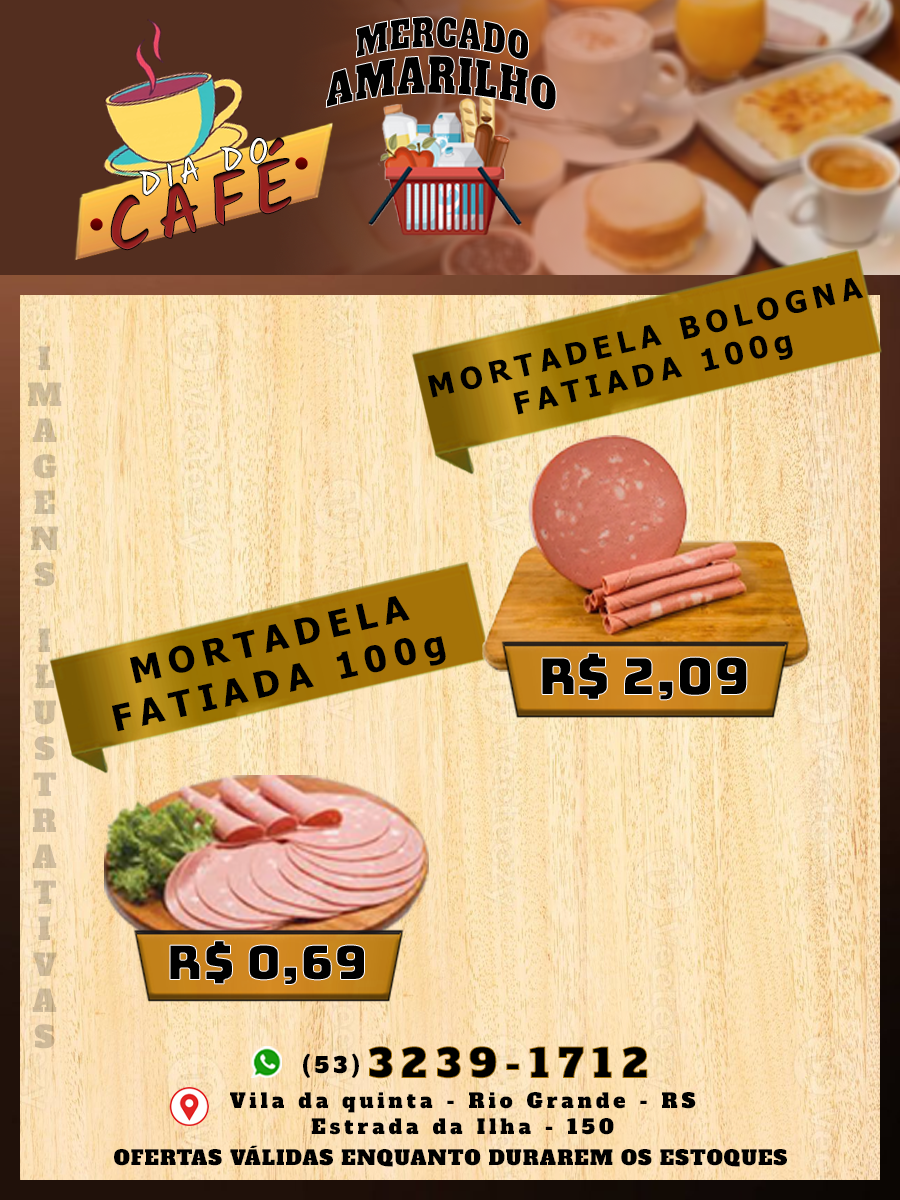 MERCADO
AMARILHO
DIA DO
CAFÉ
MORTADELA BOLOGNA
FATIADA 100g
R$ 2,09
MORTADELA
FATIADA 100g
R$ 0,69
IMAGENS ILUSTRATIVAS
(53) 3239-1712
Vila da quinta - Rio Grande - RS
Estrada da Ilha - 150
OFERTAS VÁLIDAS ENQUANTO DURAREM OS ESTOQUES